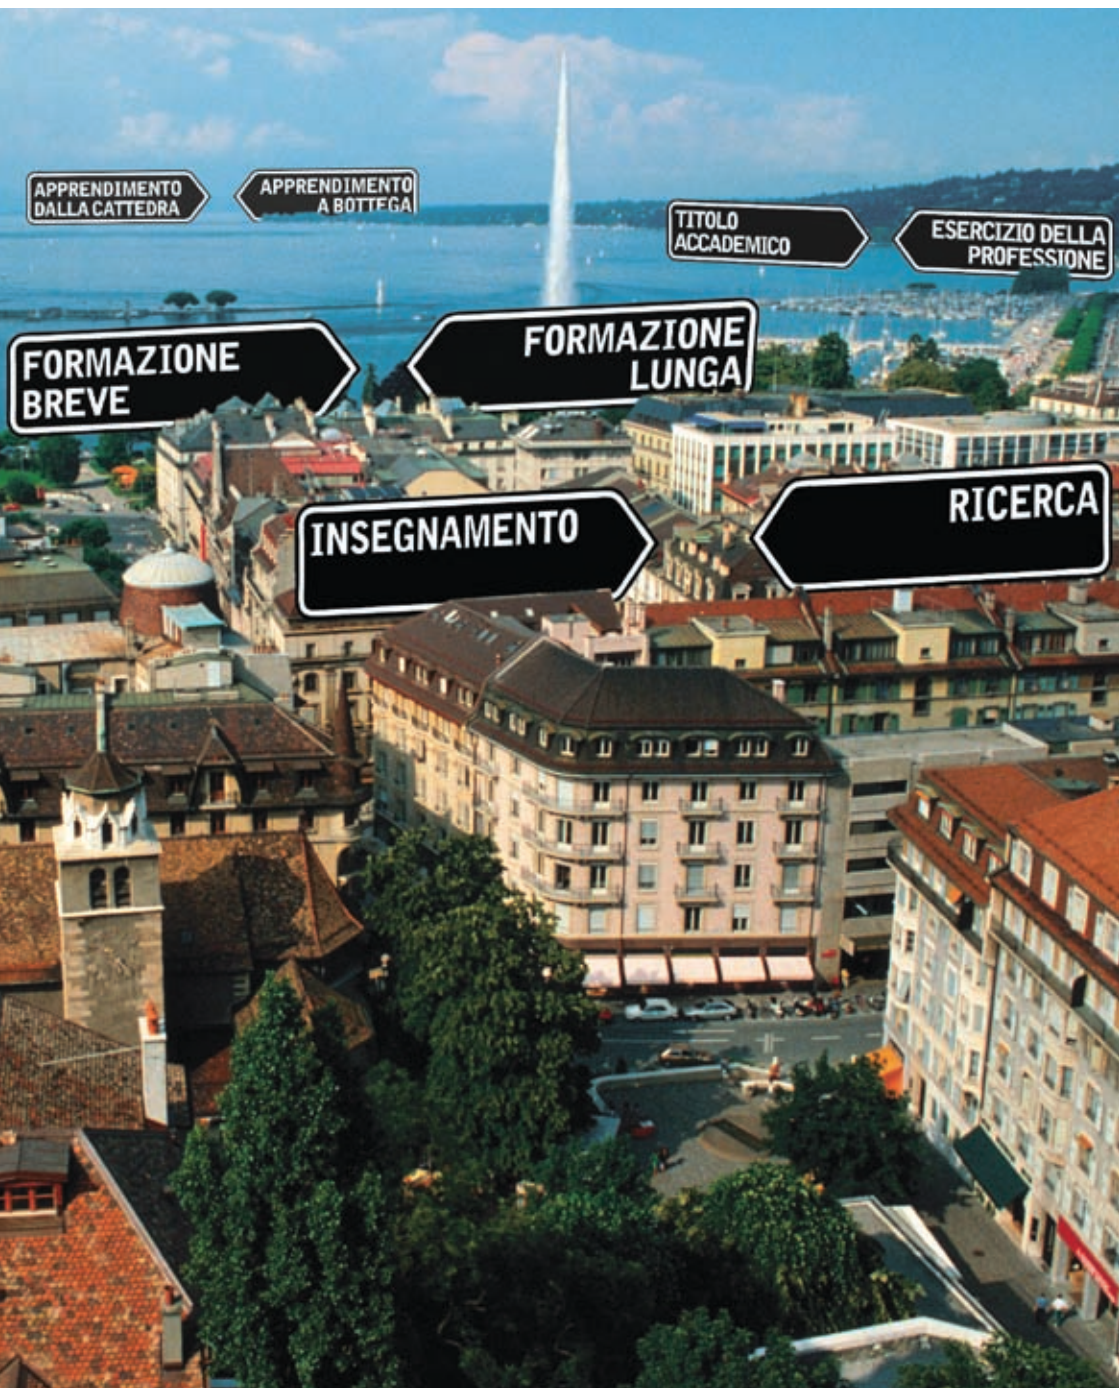 APPRENDIMENTO
DALLA CATTEDRA
APPRENDIMENTO
A BOTTEGA
TITOLO
ACCADEMICO
ESERCIZIO DELLA
PROFESSIONE
FORMAZIONE
BREVE
FORMAZIONE
LUNGA
INSEGNAMENTO
RICERCA